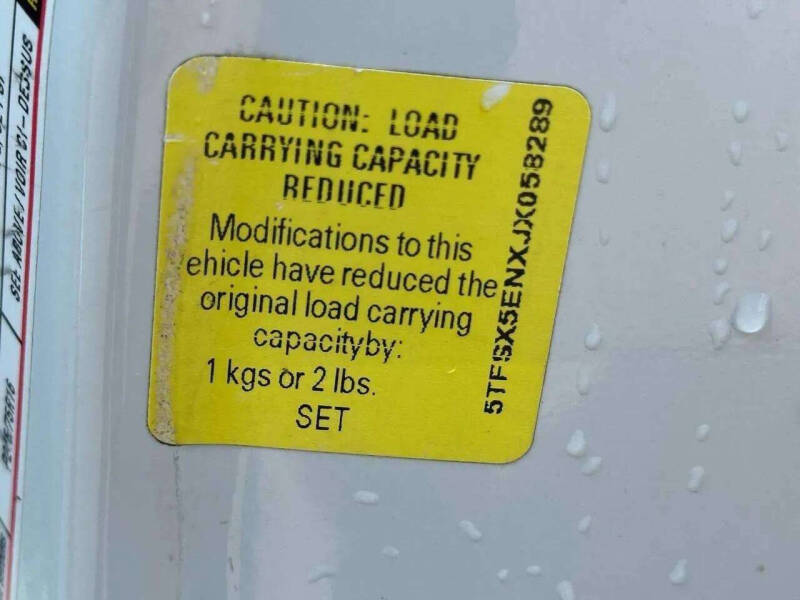 CAUTION: LOAD
CARRYING CAPACITY
REDUCED
Modifications to this
ehicle have reduced the
original load carrying
capacityby:
1 kgs or 2 lbs.
SET
5TFSX5ENXJX058289
SEE ABOVE/VOIR CI-DESSUS